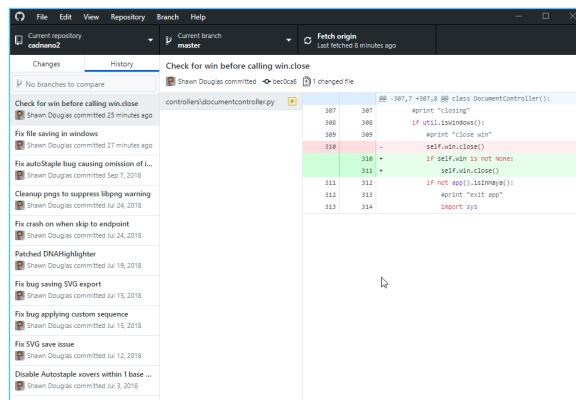 File Edit View Repository Branch Help
Current repository
cadnano2
Current branch
master
Fetch origin
Last fetched 8 minutes ago
Changes History
No branches to compare
Check for win before calling win.close
Shawn Douglas committed 25 minutes ago
Fix file saving in windows
Shawn Douglas committed 27 minutes ago
Fix autoStaple bug causing omission of i...
Shawn Douglas committed Sep 7, 2018
Cleanup pngs to suppress libpng warning
Shawn Douglas committed Jul 24, 2018
Fix crash on when skip to endpoint
Shawn Douglas committed Jul 24, 2018
Patched DNAHighlighter
Shawn Douglas committed Jul 19, 2018
Fix bug saving SVG export
Shawn Douglas committed Jul 15, 2018
Fix bug applying custom sequence
Shawn Douglas committed Jul 15, 2018
Fix SVG save issue
Shawn Douglas committed Jul 12, 2018
Disable Autostaple xovers within 1 base ...
Shawn Douglas committed Jul 3, 2018
Check for win before calling win.close
Shawn Douglas committed bec0ca6 1 changed file
controllers\documentcontroller.py
@@ -307,7 +307,8 @@ class DocumentController():
307 307 #print "closing"
308 308 if util.isWindows():
309 309 #print "close win"
310 - self.win.close()
310 + if self.win is not None:
311 + self.win.close()
311 312 if not app().isInMaya():
312 313 #print "exit app"
313 314 import sys